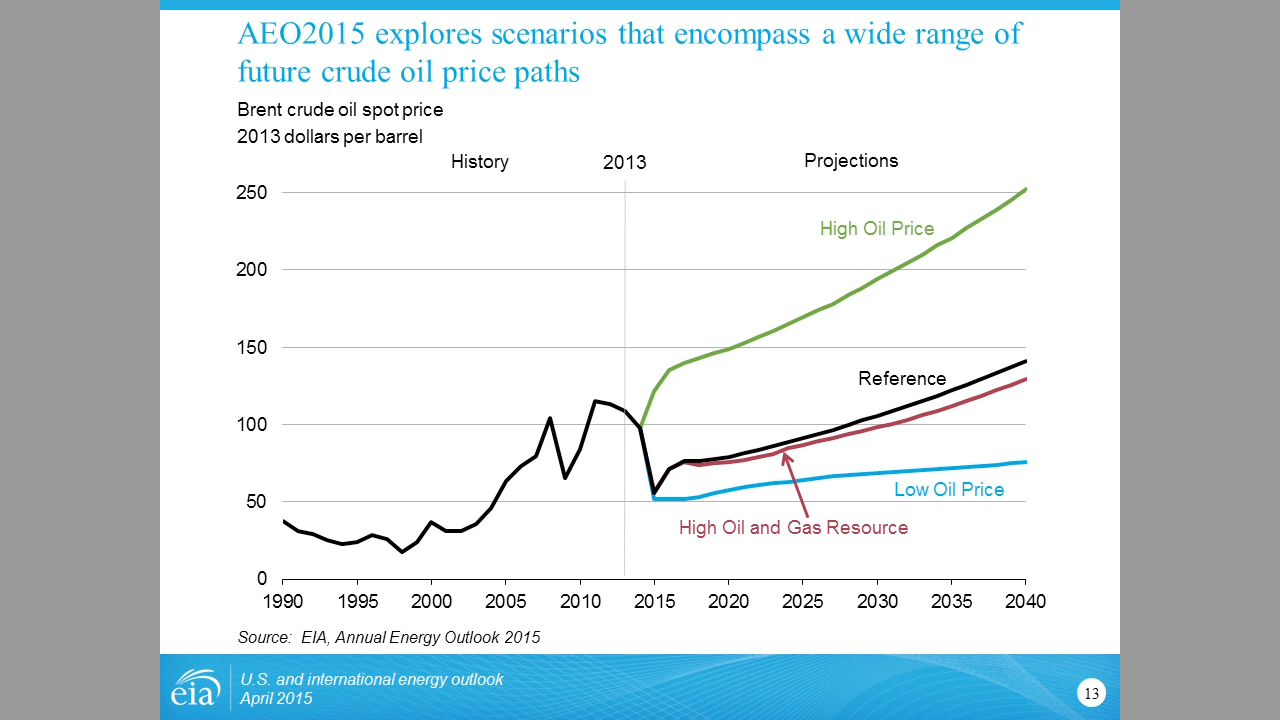 AEO2015 explores scenarios that encompass a wide range of
future crude oil price paths
Brent crude oil spot price
2013 dollars per barrel
History
2013
Projections
250
200
150
100
50
0
High Oil Price
Reference
Low Oil Price
High Oil and Gas Resource
1990 1995 2000 2005 2010 2015 2020 2025 2030 2035 2040
Source: EIA, Annual Energy Outlook 2015
eia
U.S. and international energy outlook
April 2015
13